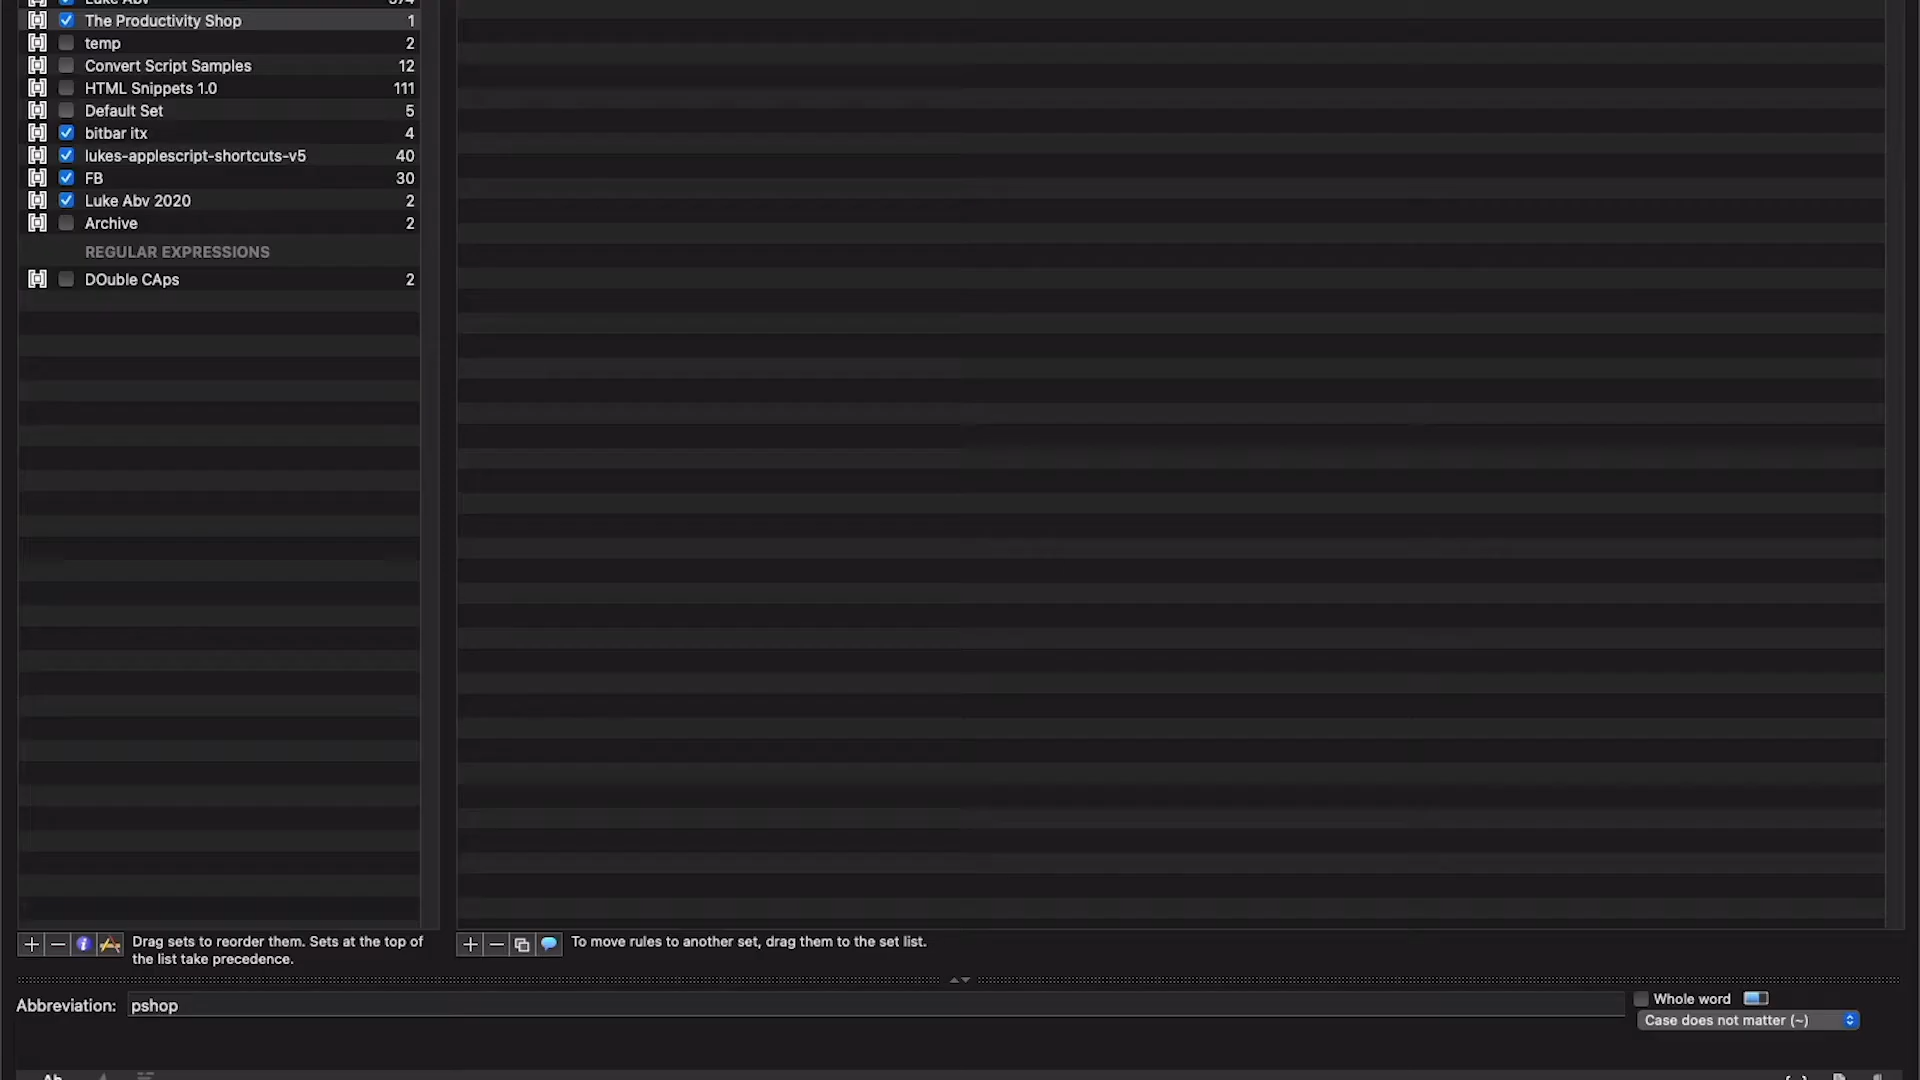 Luke Abv 374
The Productivity Shop 1
temp 2
Convert Script Samples 12
HTML Snippets 1.0 111
Default Set 5
bitbar itx 4
lukes-applescript-shortcuts-v5 40
FB 30
Luke Abv 2020 2
Archive 2
REGULAR EXPRESSIONS
DOuble CAps 2
Drag sets to reorder them. Sets at the top of
the list take precedence.
To move rules to another set, drag them to the set list.
Abbreviation: pshop
Whole word
Case does not matter (~)